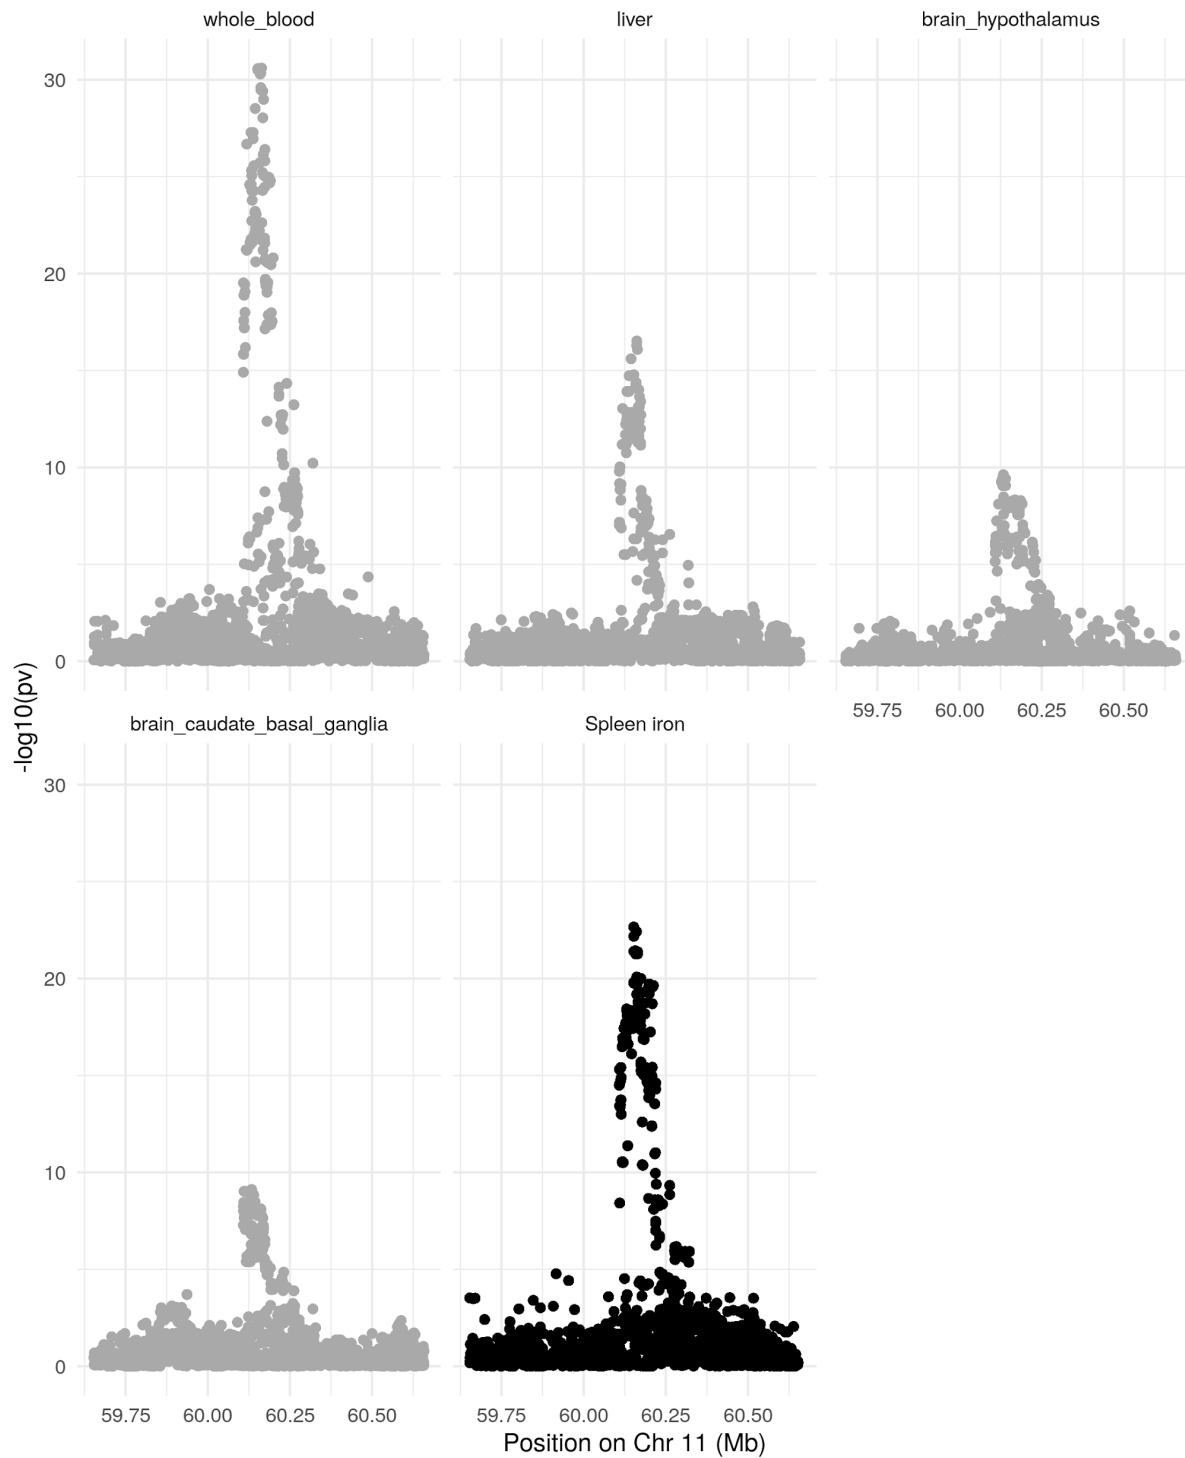 whole_blood
liver
brain_hypothalamus
30
20
10
0
59.75 60.00 60.25 60.50
-log10(pv)
brain_caudate_basal_ganglia
Spleen iron
30
20
10
0
59.75 60.00 60.25 60.50
59.75 60.00 60.25 60.50
Position on Chr 11 (Mb)